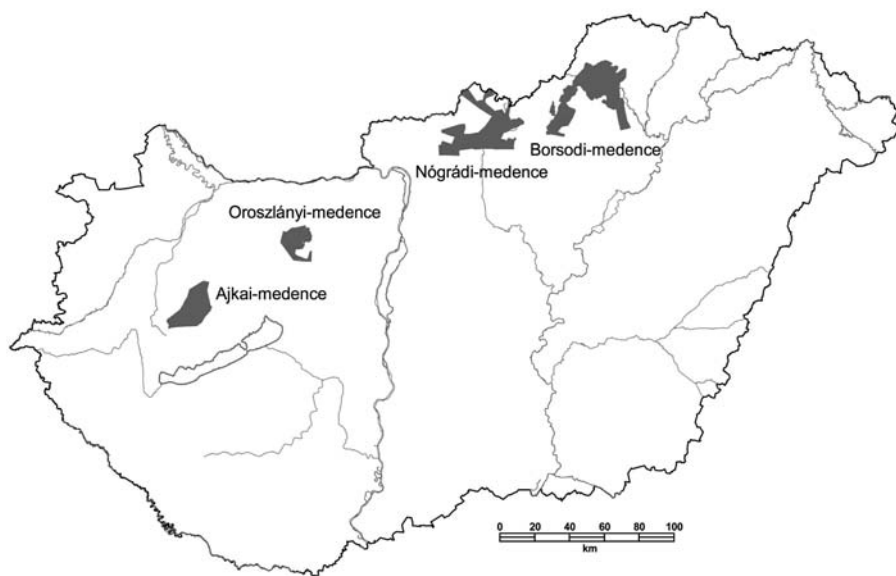 Borsodi-medence
Nógrádi-medence
Oroszlányi-medence
Ajkai-medence
0 20 40 60 80 100
km